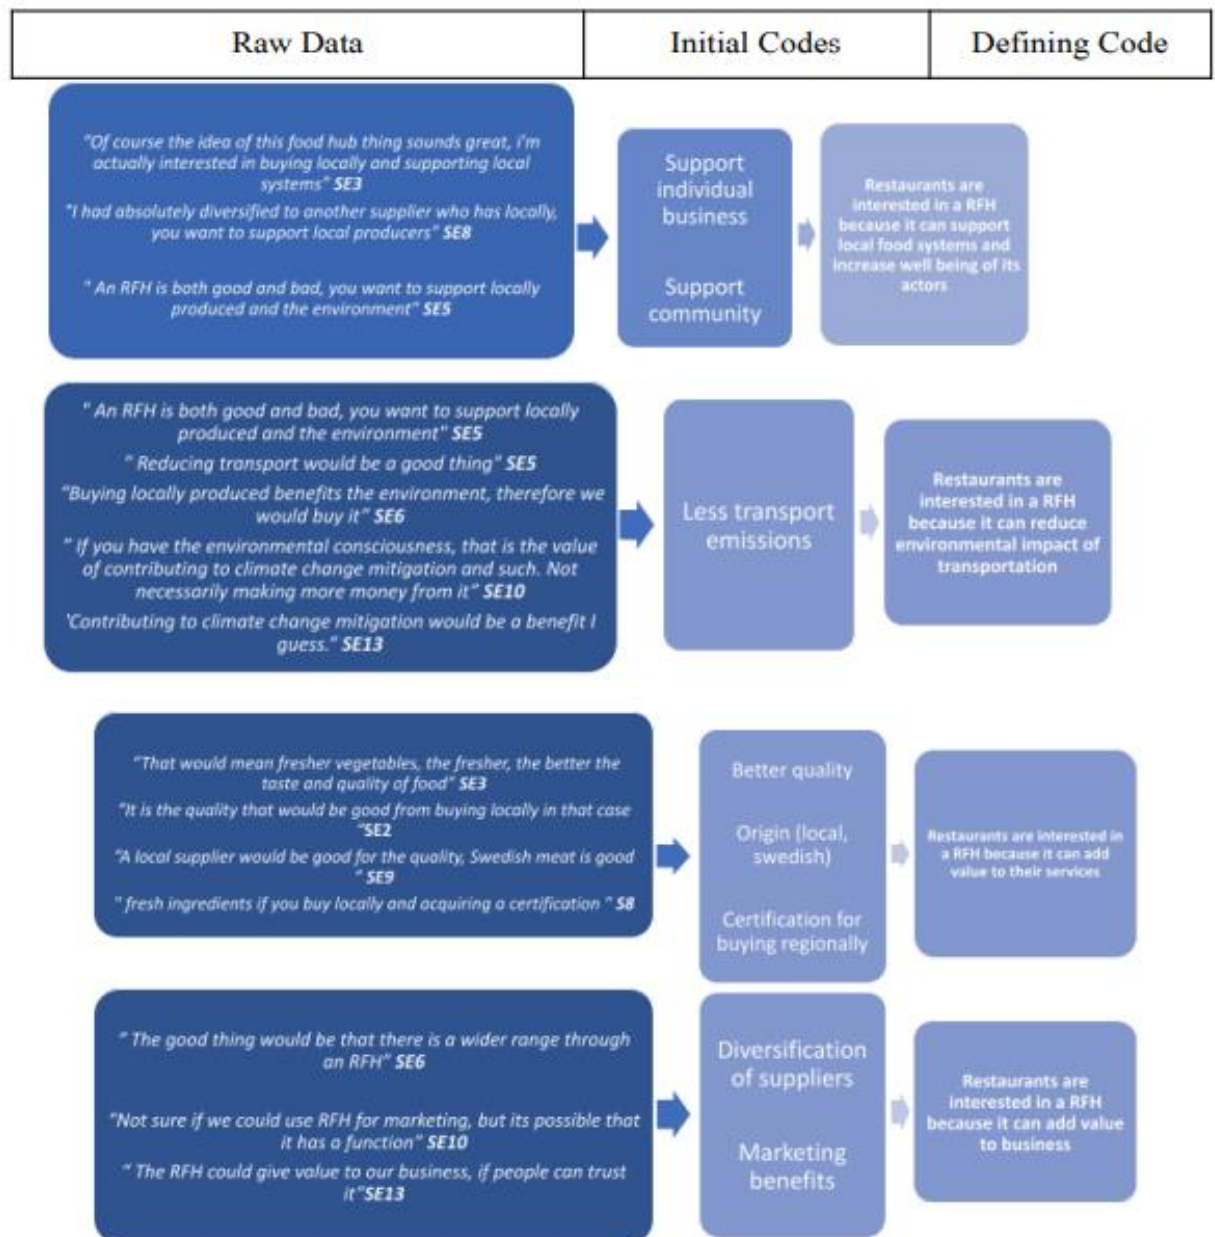 Raw Data
Initial Codes
Defining Code
"Of course the idea of this food hub thing sounds great, i'm
actually interested in buying locally and supporting local
systems" SE3
"I had absolutely diversified to another supplier who has locally,
you want to support local producers" SE8
" An RFH is both good and bad, you want to support locally
produced and the environment" SE5
Support
individual
business
Support
community
Restaurants are
interested in a RFH
because it can support
local food systems and
increase well being of its
actors
" An RFH is both good and bad, you want to support locally
produced and the environment" SE5
" Reducing transport would be a good thing" SE5
"Buying locally produced benefits the environment, therefore we
would buy it" SE6
" If you have the environmental consciousness, that is the value
of contributing to climate change mitigation and such. Not
necessarily making more money from it" SE10
'Contributing to climate change mitigation would be a benefit I
guess." SE13
Less transport
emissions
Restaurants are
interested in a RFH
because it can reduce
environmental impact of
transportation
"That would mean fresher vegetables, the fresher, the better the
taste and quality of food" SE3
"It is the quality that would be good from buying locally in that case
"SE2
"A local supplier would be good for the quality, Swedish meat is good
" SE9
" fresh ingredients if you buy locally and acquiring a certification " S8
Better quality
Origin (local,
swedish)
Certification for
buying regionally
Restaurants are interested in
a RFH because it can add
value to their services
" The good thing would be that there is a wider range through
an RFH" SE6
"Not sure if we could use RFH for marketing, but its possible that
it has a function" SE10
" The RFH could give value to our business, if people can trust
it"SE13
Diversification
of suppliers
Marketing
benefits
Restaurants are
interested in a RFH
because it can add value
to business